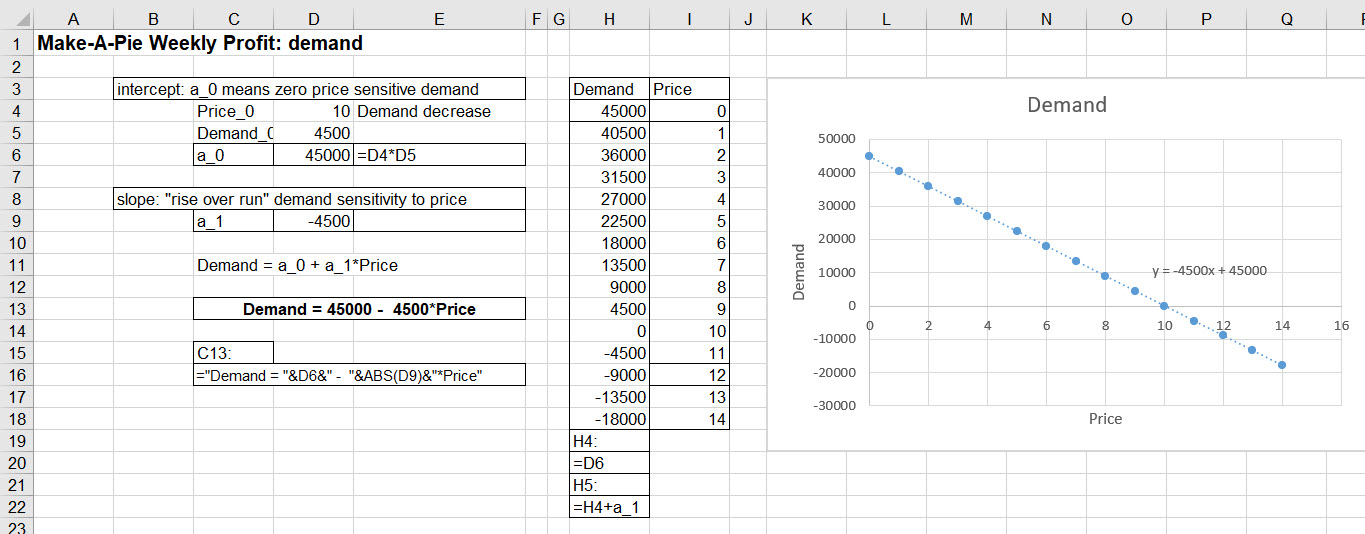 A B C D E F G H I J K L M N O P Q
1 Make-A-Pie Weekly Profit: demand
2
3 intercept: a_0 means zero price sensitive demand Demand Price
4 Price_0 10 Demand decrease 45000 0
5 Demand_0 4500 40500 1
6 a_0 45000 =D4*D5 36000 2
7 31500 3
8 slope: "rise over run" demand sensitivity to price 27000 4
9 a_1 -4500 22500 5
10 18000 6
11 Demand = a_0 + a_1*Price 13500 7
12 9000 8
13 Demand = 45000 - 4500*Price 4500 9
14 0 10
15 C13: -4500 11
16 ="Demand = "&D6&" - "&ABS(D9)&"*Price" -9000 12
17 -13500 13
18 -18000 14
19 H4:
20 =D6
21 H5:
22 =H4+a_1
23
Demand
50000
40000
30000
20000
10000
0
-10000
-20000
-30000
Demand
y = -4500x + 45000
0 2 4 6 8 10 12 14 16
Price